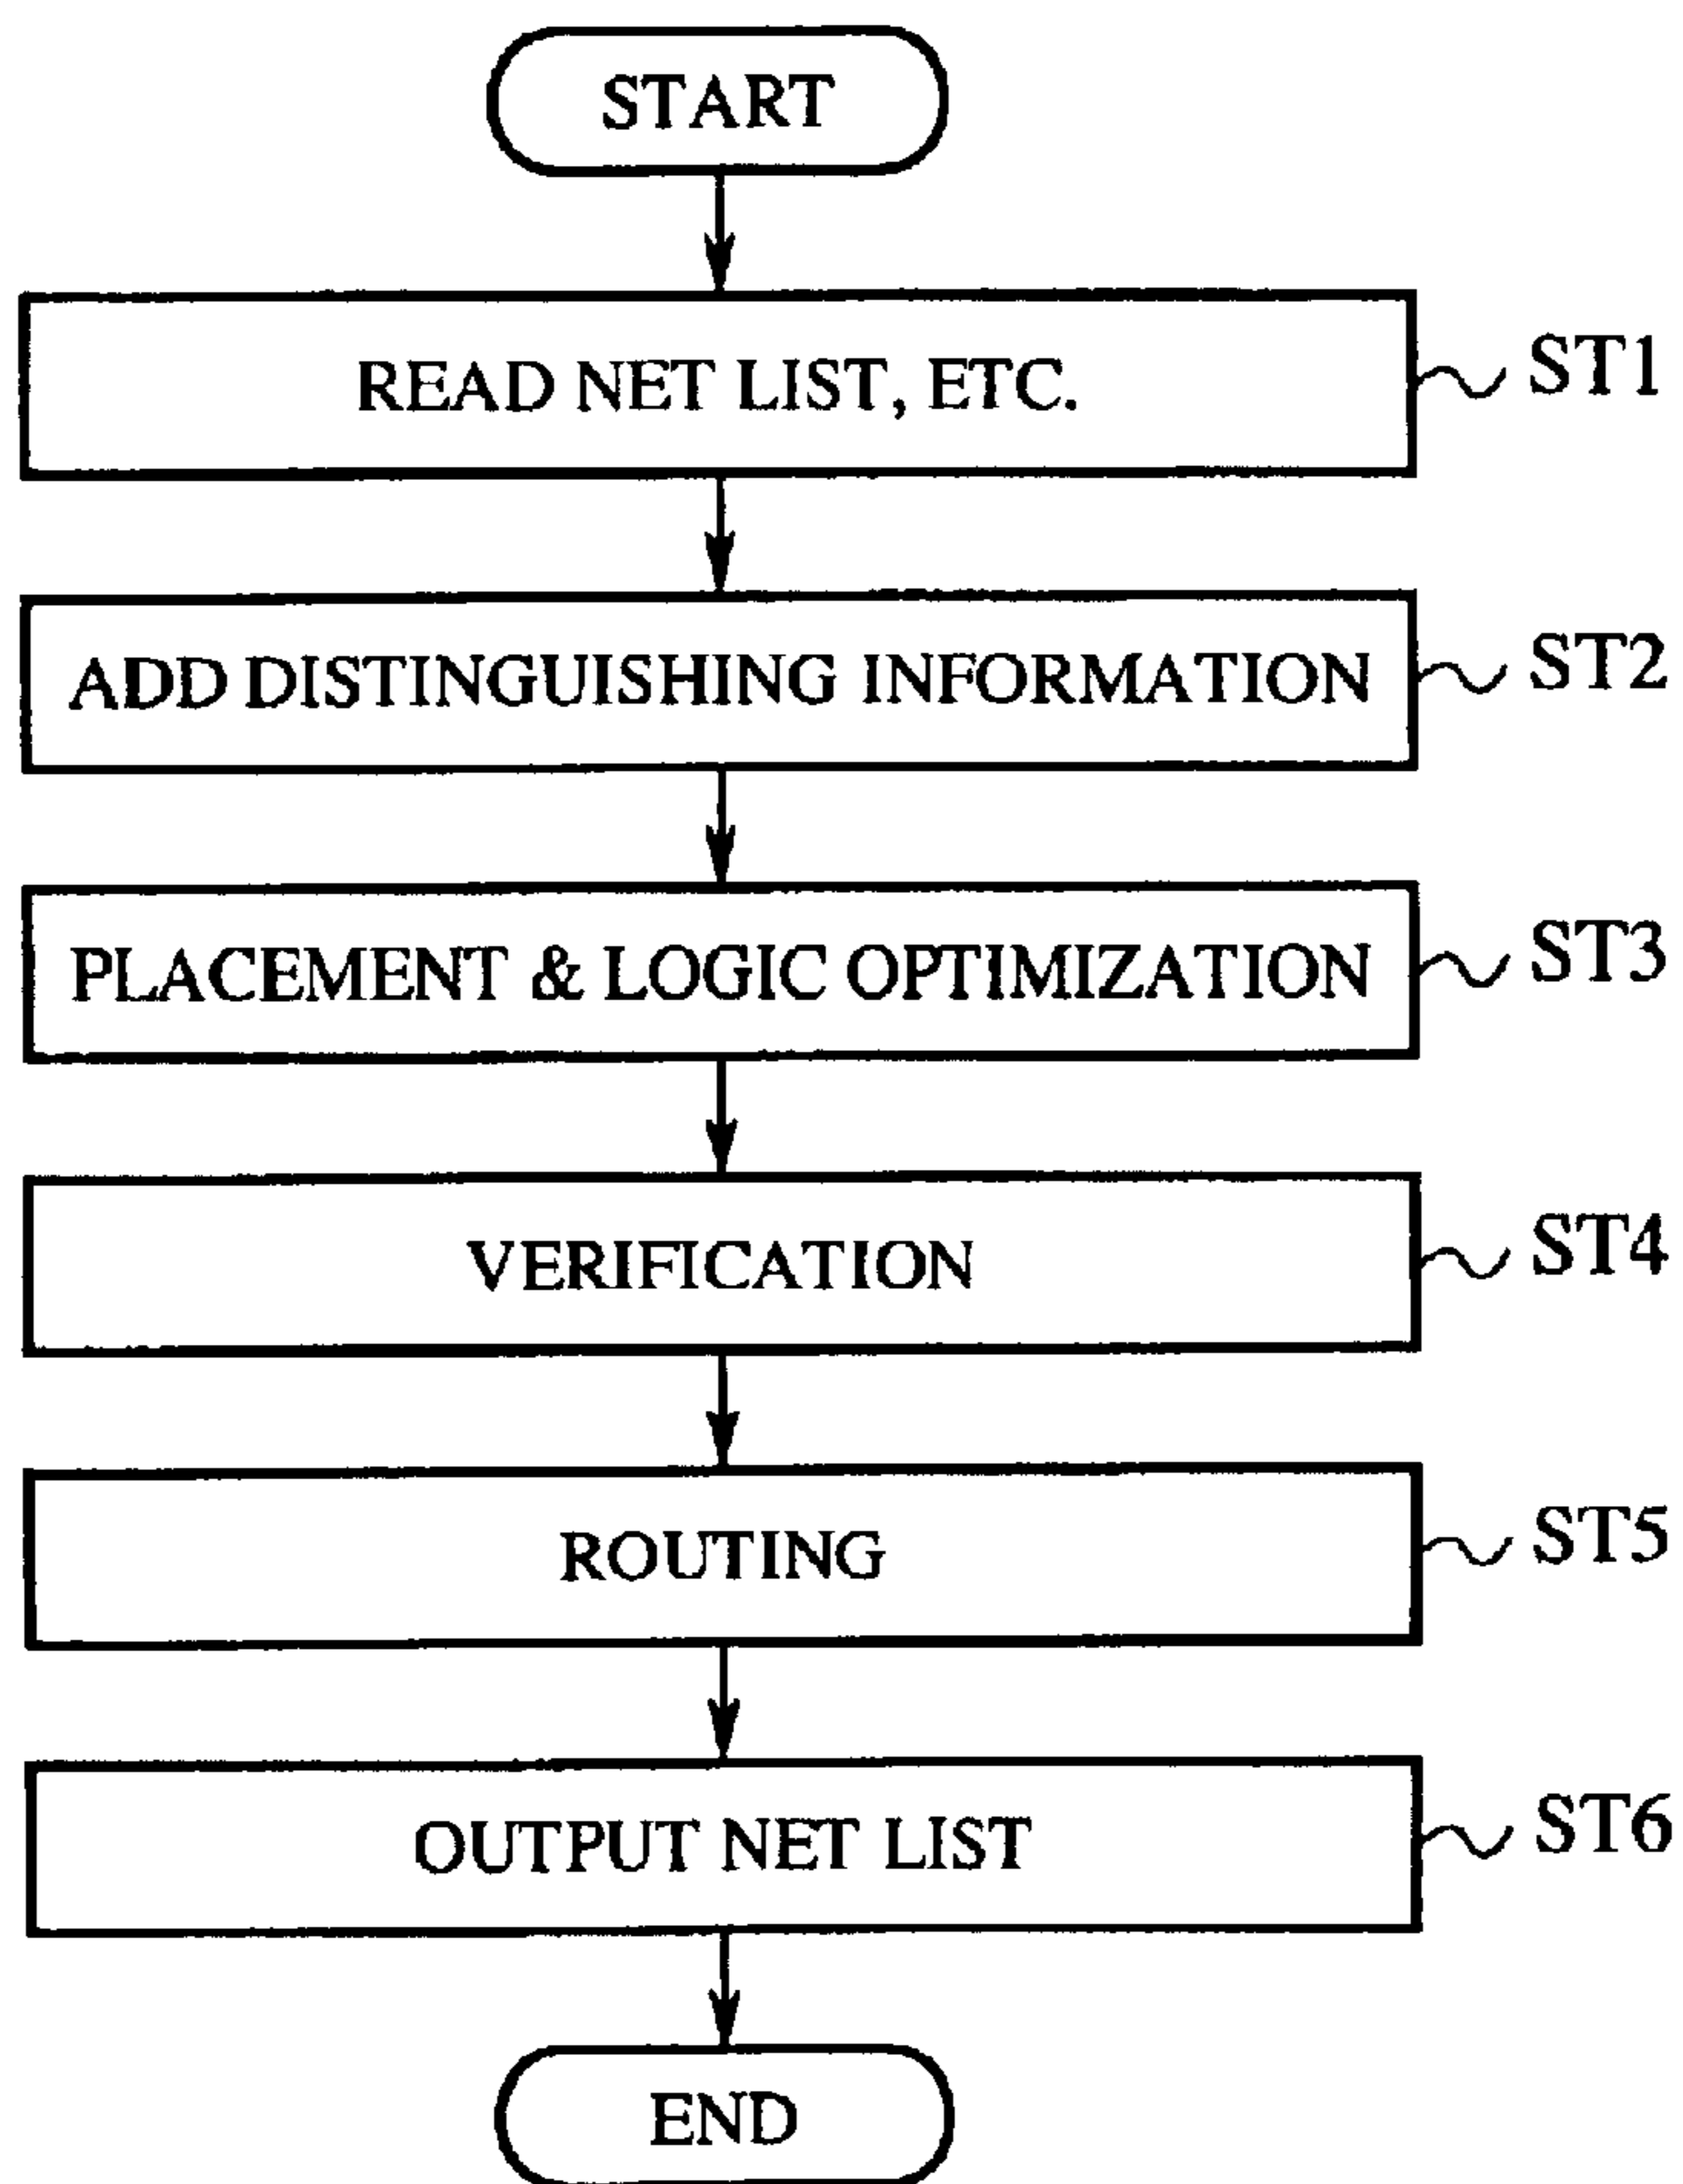 START
READ NET LIST, ETC. ST1
ADD DISTINGUISHING INFORMATION ST2
PLACEMENT & LOGIC OPTIMIZATION ST3
VERIFICATION ST4
ROUTING ST5
OUTPUT NET LIST ST6
END